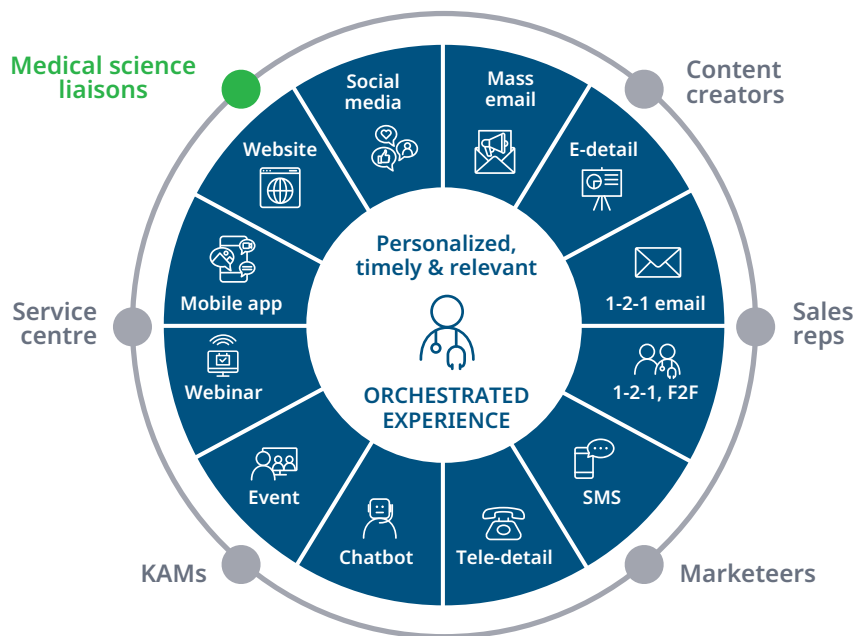 Medical science
liaisons
Social
media
Mass
email
Content
creators
Website
E-detail
Personalized,
timely & relevant
Mobile app
1-2-1 email
Service
centre
Sales
reps
Webinar
1-2-1, F2F
ORCHESTRATED
EXPERIENCE
Event
SMS
Chatbot
Tele-detail
KAMs
Marketeers